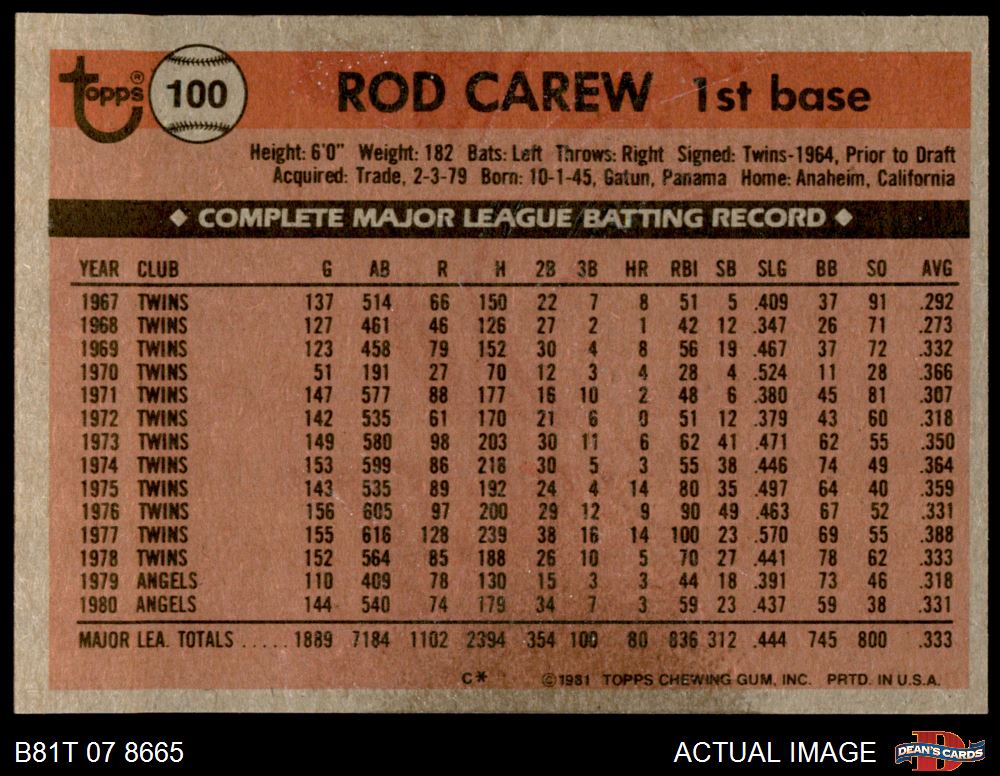 topps® 100 ROD CAREW 1st base
Height: 6'0" Weight: 182 Bats: Left Throws: Right Signed: Twins-1964, Prior to Draft
Acquired: Trade, 2-3-79 Born: 10-1-45, Gatun, Panama Home: Anaheim, California
◆ COMPLETE MAJOR LEAGUE BATTING RECORD ◆
YEAR CLUB G AB R H 2B 3B HR RBI SB SLG BB SO AVG
1967 TWINS 137 514 66 150 22 7 8 51 5 .409 37 91 .292
1968 TWINS 127 461 46 126 27 2 1 42 12 .347 26 71 .273
1969 TWINS 123 458 79 152 30 4 8 56 19 .467 37 72 .332
1970 TWINS 51 191 27 70 12 3 4 28 4 .524 11 28 .366
1971 TWINS 147 577 88 177 16 10 2 48 6 .380 45 81 .307
1972 TWINS 142 535 61 170 21 6 0 51 12 .379 43 60 .318
1973 TWINS 149 580 98 203 30 11 6 62 41 .471 62 55 .350
1974 TWINS 153 599 86 218 30 5 3 55 38 .446 74 49 .364
1975 TWINS 143 535 89 192 24 4 14 80 35 .497 64 40 .359
1976 TWINS 156 605 97 200 29 12 9 90 49 .463 67 52 .331
1977 TWINS 155 616 128 239 38 16 14 100 23 .570 69 55 .388
1978 TWINS 152 564 85 188 26 10 5 70 27 .441 78 62 .333
1979 ANGELS 110 409 78 130 15 3 3 44 18 .391 73 46 .318
1980 ANGELS 144 540 74 179 34 7 3 59 23 .437 59 38 .331
MAJOR LEA. TOTALS ..... 1889 7184 1102 2394 354 100 80 836 312 .444 745 800 .333
C* ©1981 TOPPS CHEWING GUM, INC. PRTD. IN U.S.A.
B81T 07 8665 ACTUAL IMAGE D DEAN'S CARDS